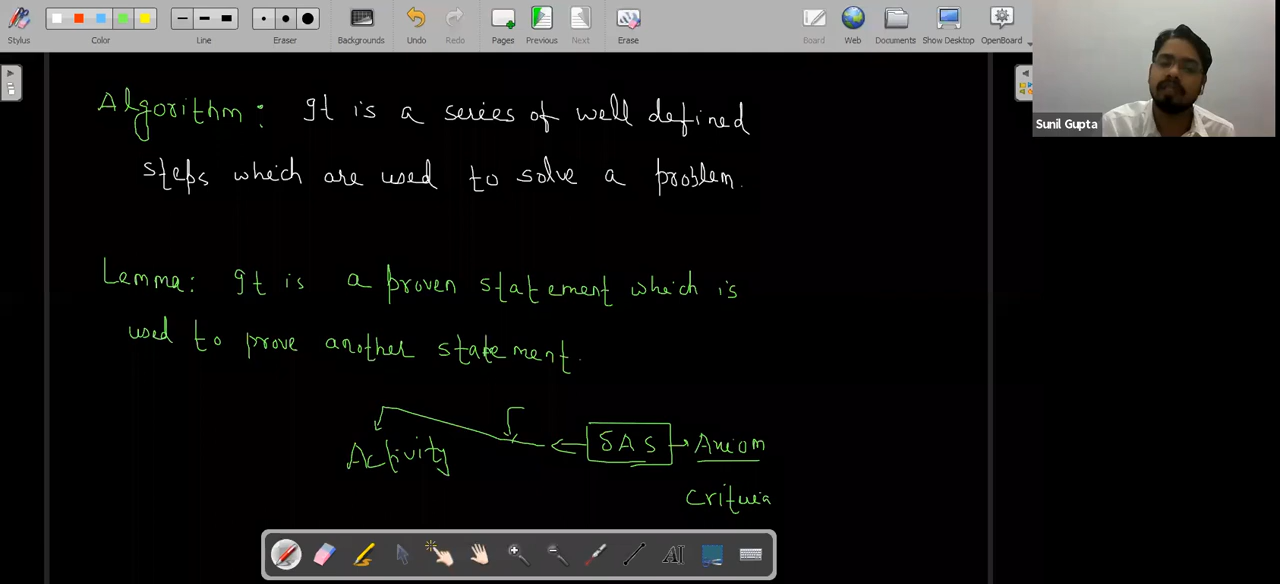 Stylus Color Line Eraser Backgrounds Undo Redo Pages Previous Next Erase Board Web Documents Show Desktop OpenBoard
Sunil Gupta
Algorithm: It is a series of well defined
steps which are used to solve a problem.
Lemma: It is a proven statement which is
used to prove another statement.
Activity SAS Axiom
Criteria
AI